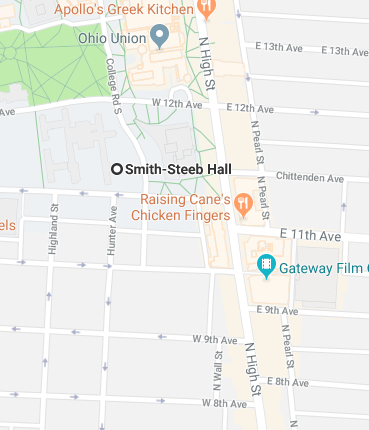 Apollo's Greek Kitchen
Ohio Union
N High St
E 13th Ave
E 13th Ave
College Rd S
Ave
W 12th Ave
E 12th Ave
N Pearl St
Smith-Steeb Hall
Chittenden Ave
Raising Cane's
Chicken Fingers
N Pearl St
els
Highland St
Hunter Ave
E 11th Ave
Gateway Film C
E 9th Ave
W 9th Ave
N Wall St
N High St
N Pearl St
E 8th Ave
W 8th Ave